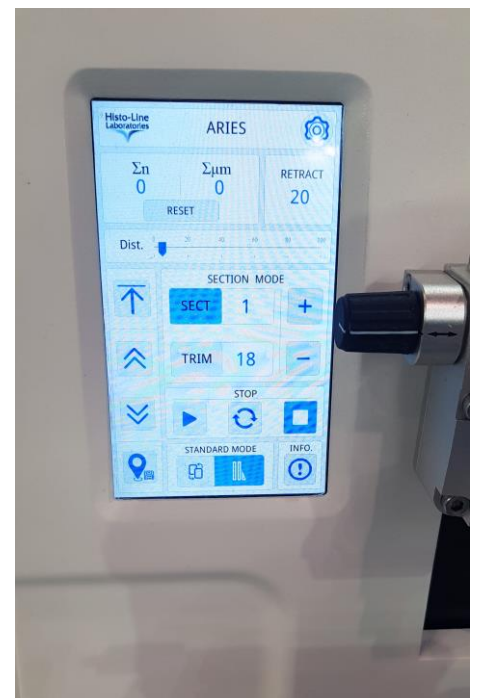 Histo-Line
Laboratories
ARIES
Σn
0
Σμm
0
RESET
RETRACT
20
Dist.
SECTION MODE
SECT 1 +
TRIM 18 −
STOP
STANDARD MODE
INFO.